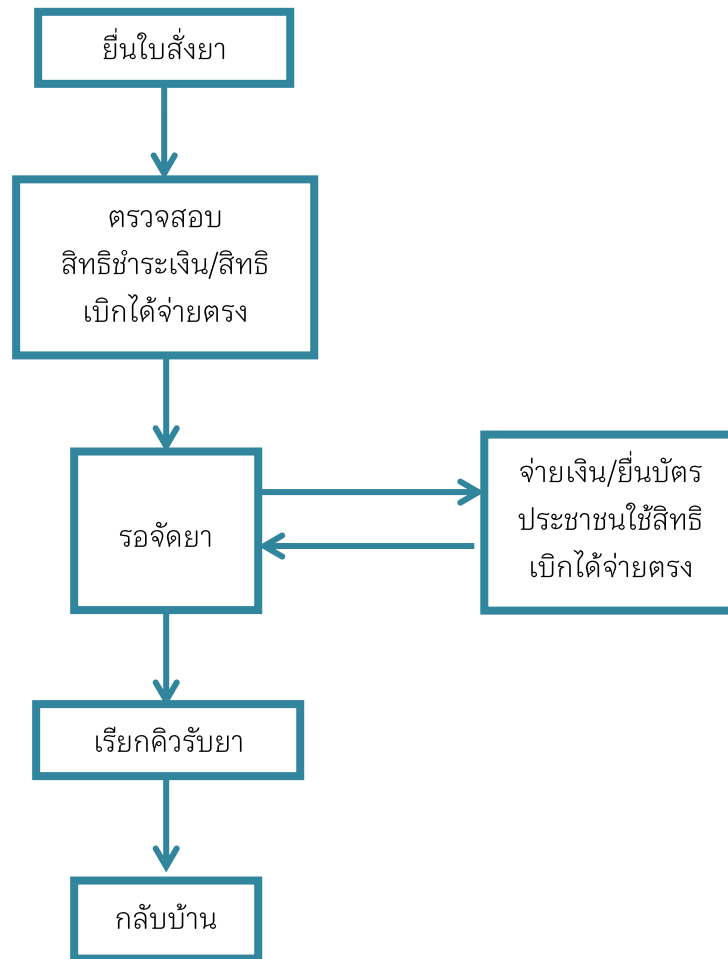 ยื่นใบสั่งยา
ตรวจสอบ
สิทธิชำระเงิน/สิทธิ
เบิกได้จ่ายตรง
รอจัดยา
จ่ายเงิน/ยื่นบัตร
ประชาชนใช้สิทธิ
เบิกได้จ่ายตรง
เรียกคิวรับยา
กลับบ้าน